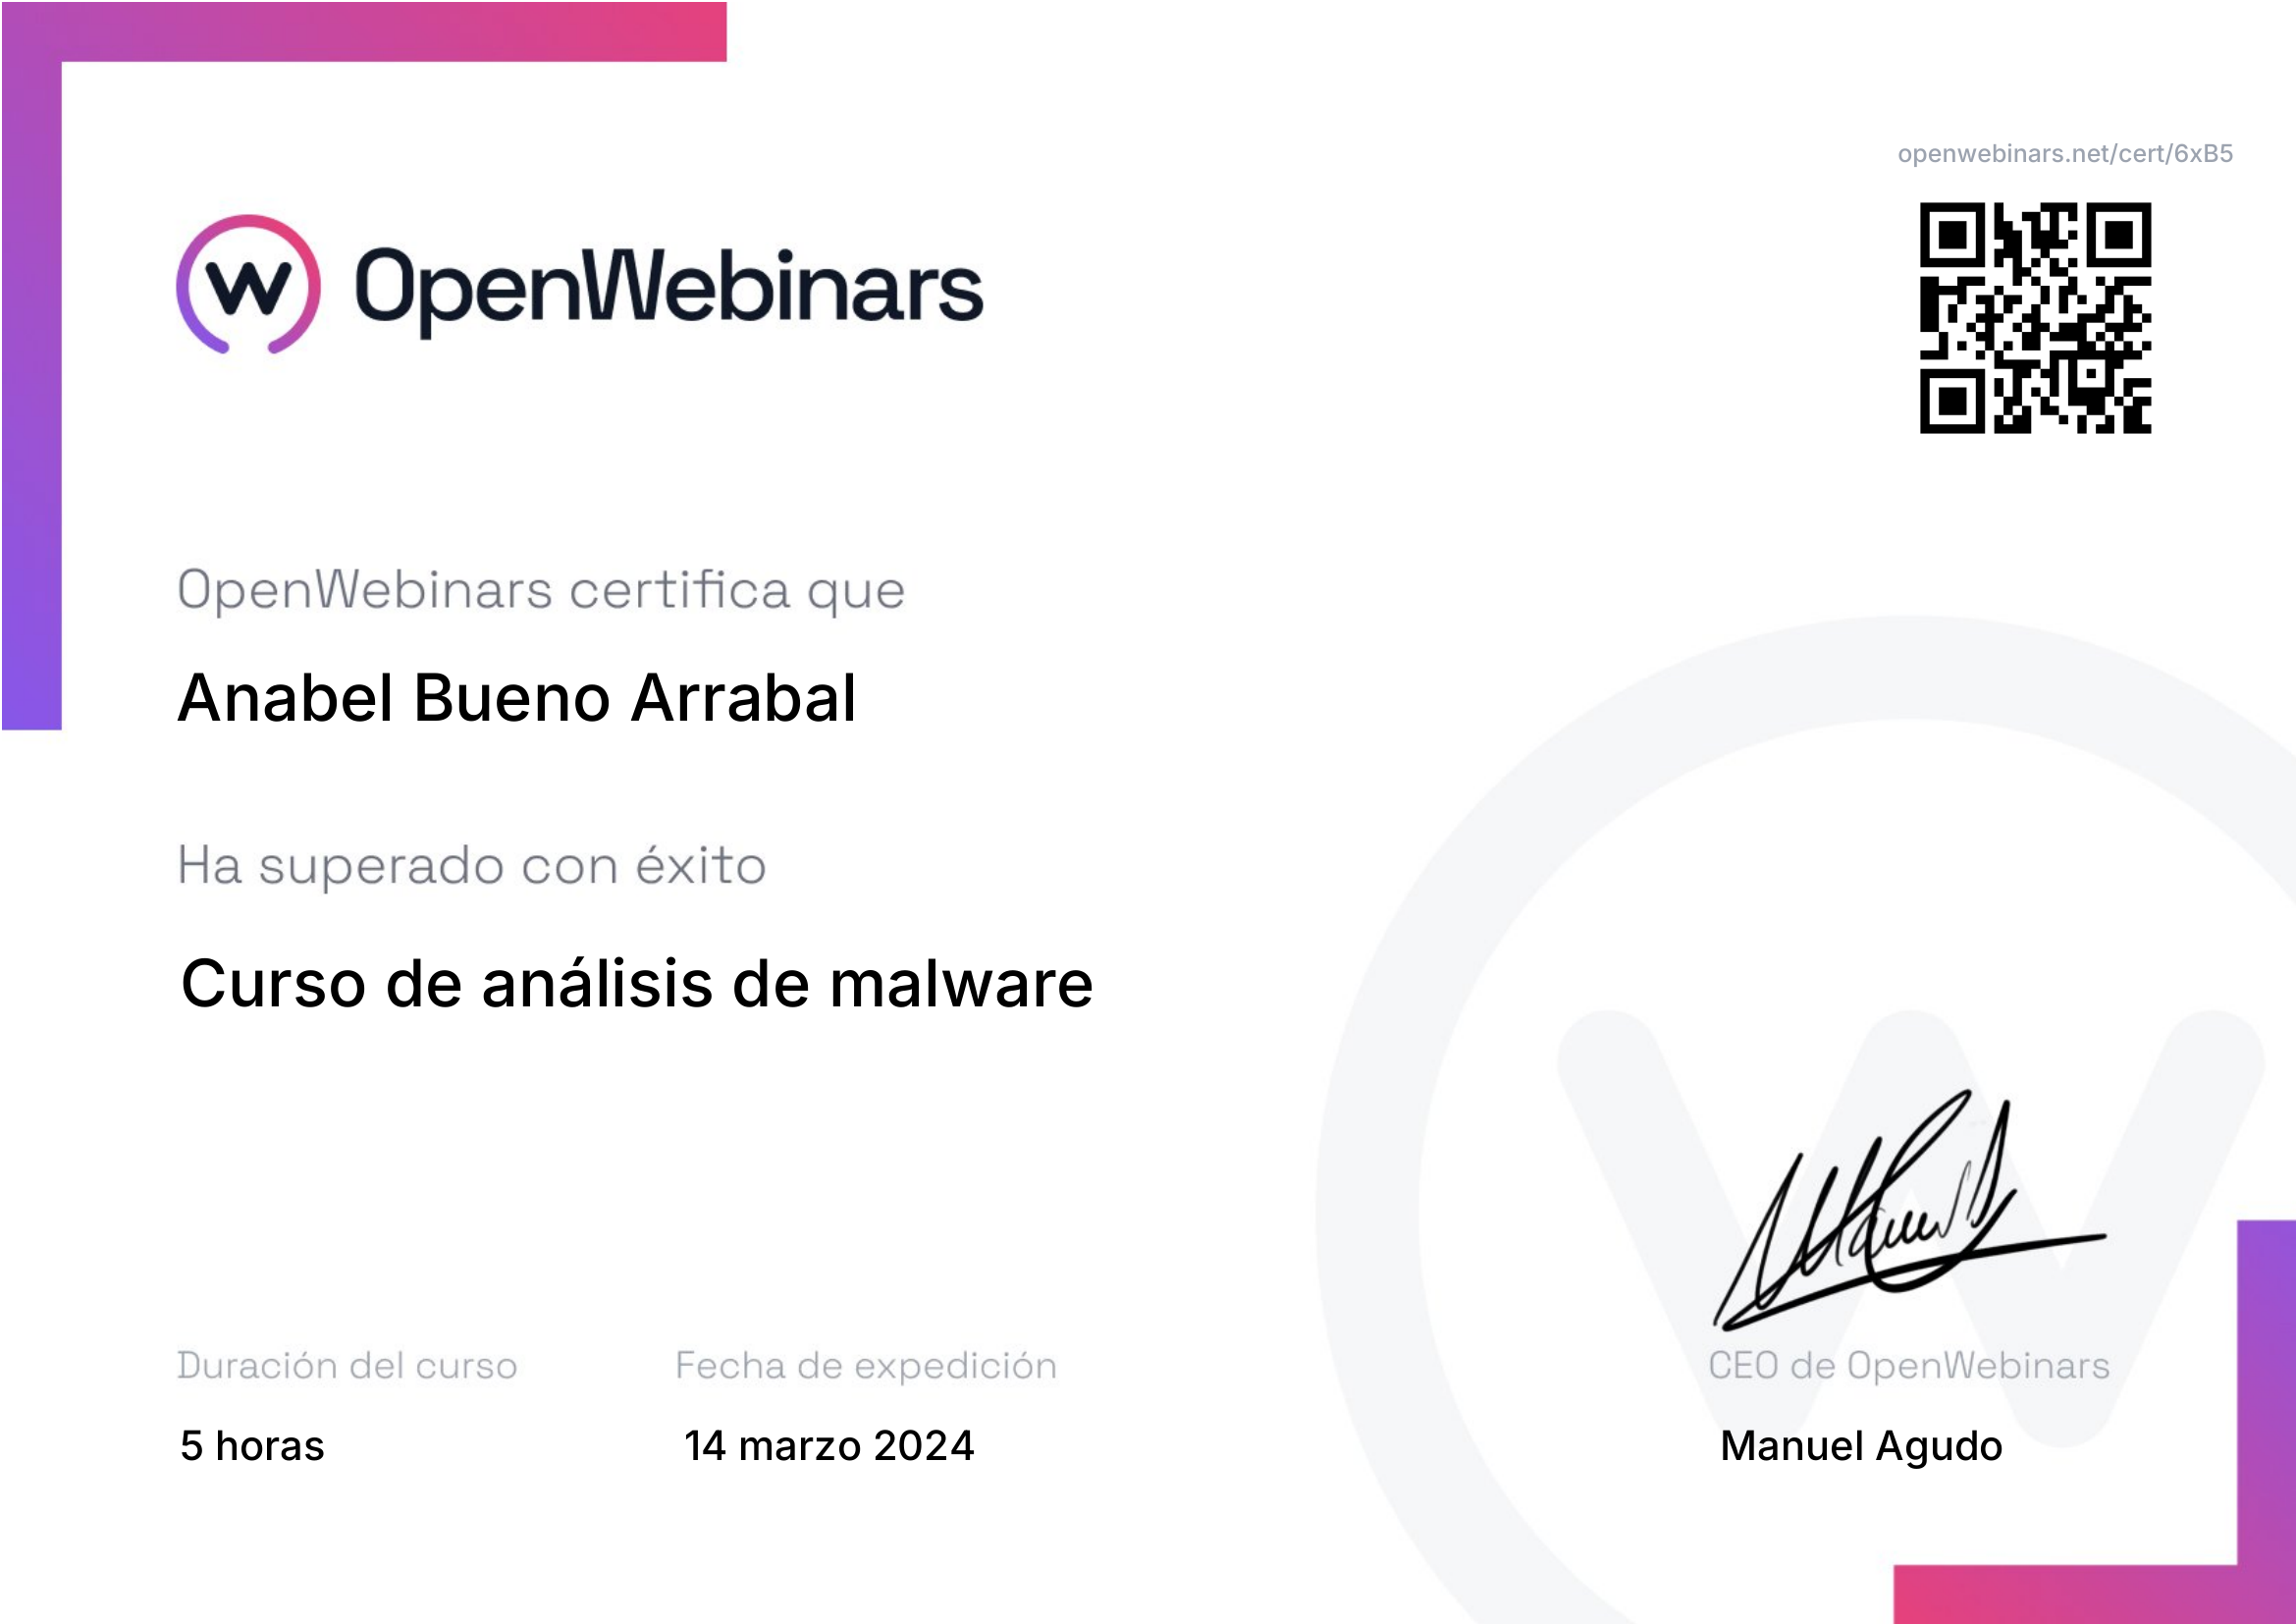 openwebinars.net/cert/6xB5
OpenWebinars
OpenWebinars certifica que
Anabel Bueno Arrabal
Ha superado con éxito
Curso de análisis de malware
Duración del curso
Fecha de expedición
CEO de OpenWebinars
5 horas
14 marzo 2024
Manuel Agudo